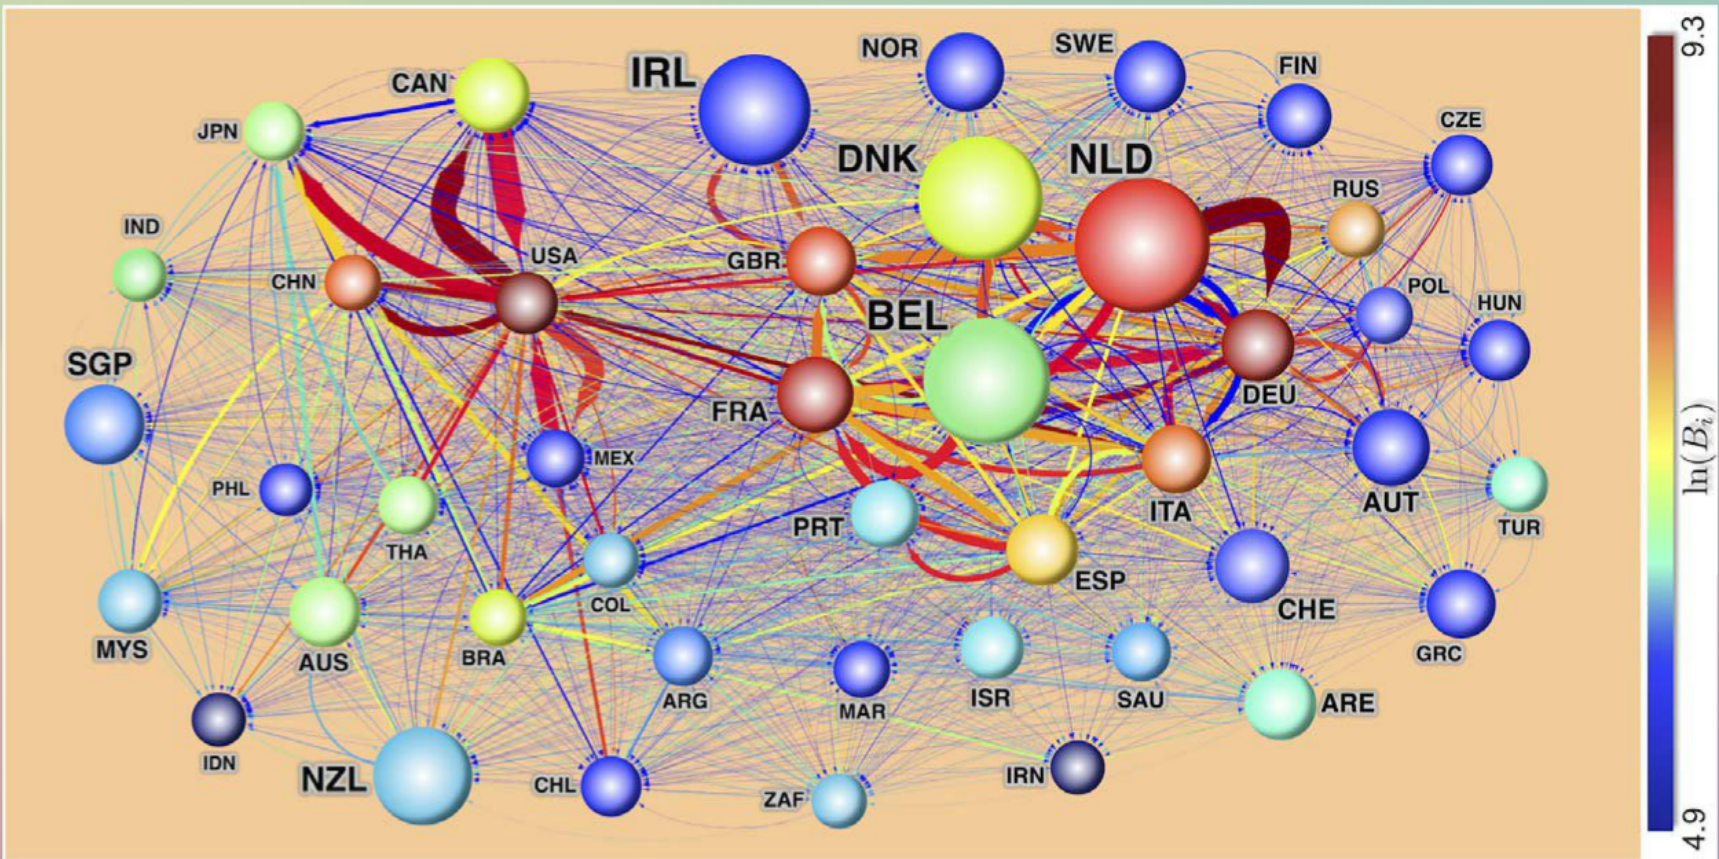 NOR
SWE
IRL
FIN
CAN
JPN
CZE
DNK
NLD
RUS
IND
USA
GBR
CHN
POL
HUN
BEL
SGP
FRA
DEU
MEX
PHL
AUT
PRT
ITA
TUR
THA
ESP
COL
CHE
MYS
AUS
BRA
GRC
ARG
MAR
ISR
SAU
ARE
IDN
NZL
CHL
ZAF
IRN
9.3
ln(Bi)
4.9